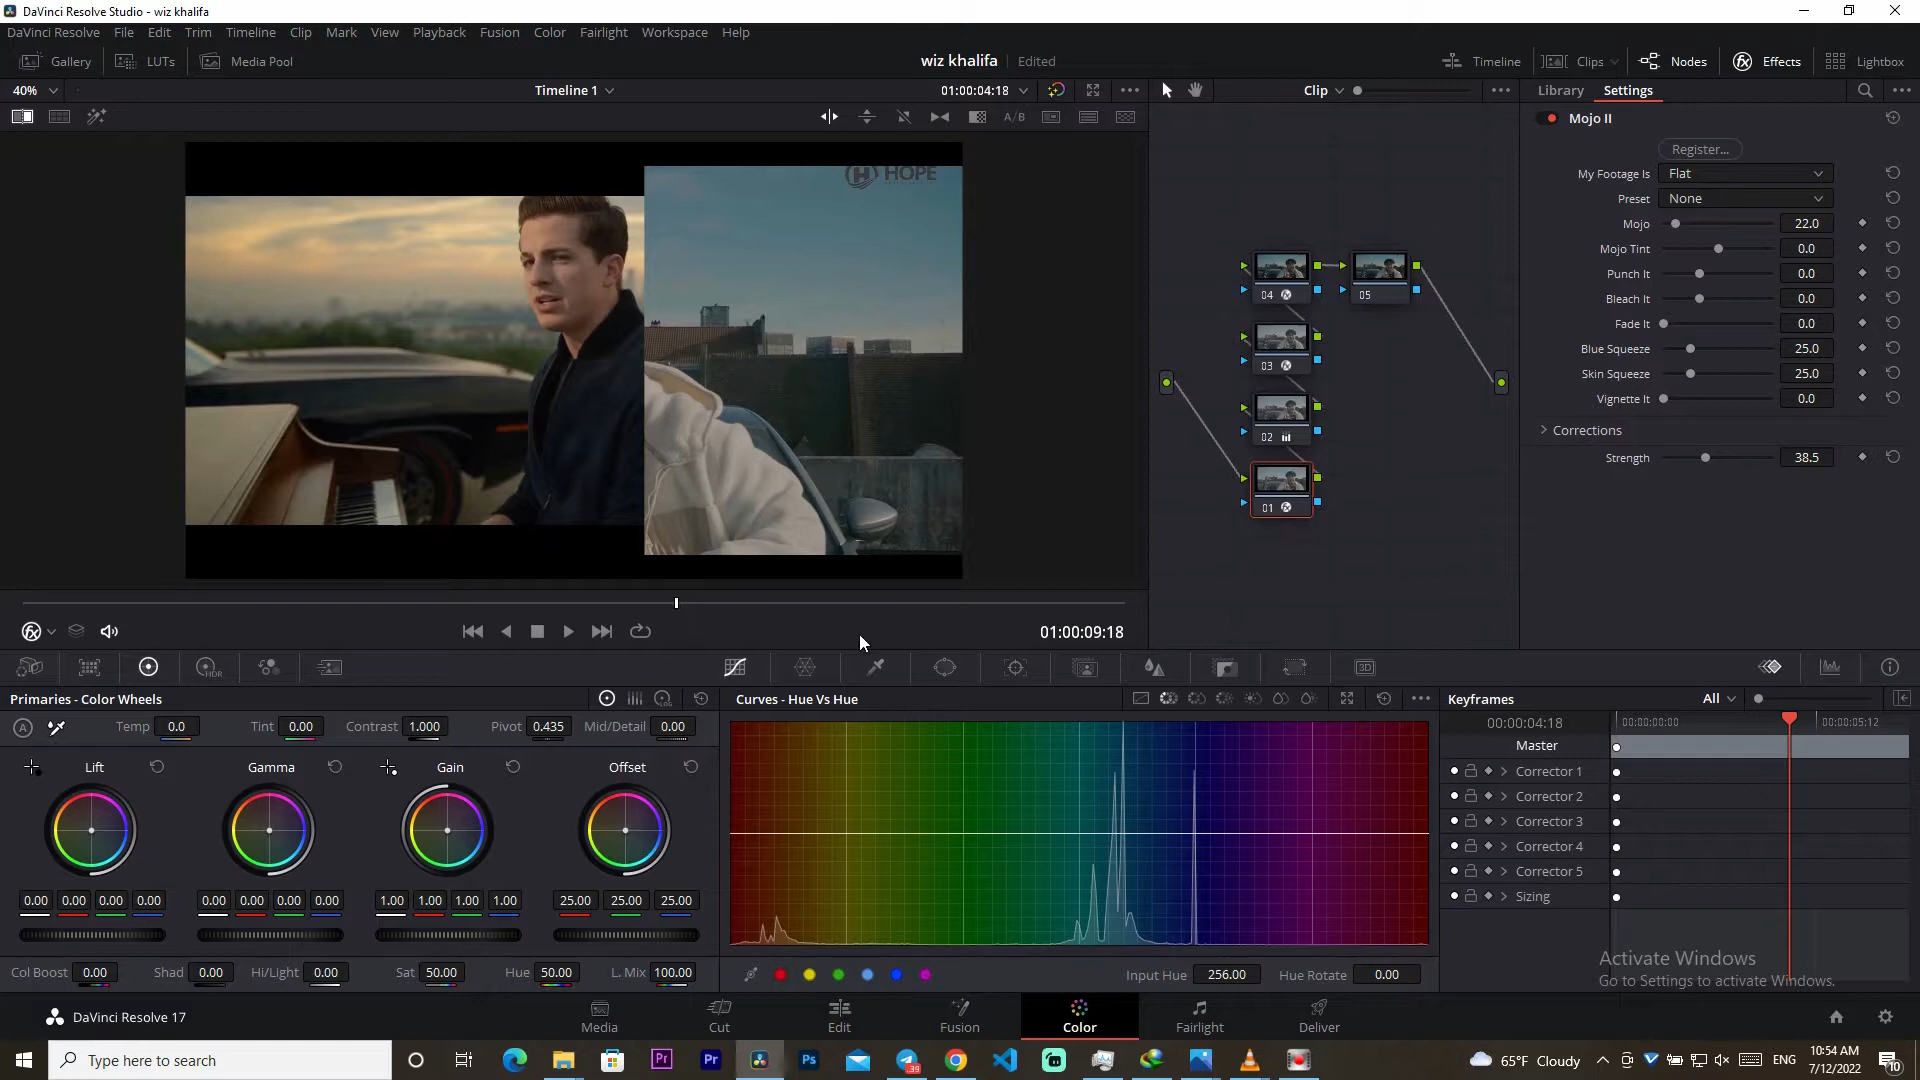 DaVinci Resolve Studio - wiz khalifa
DaVinci Resolve File Edit Trim Timeline Clip Mark View Playback Fusion Color Fairlight Workspace Help
Gallery LUTs Media Pool wiz khalifa Edited Timeline Clips Nodes Effects Lightbox
40% Timeline 1 01:00:04:18 Clip Library Settings
A/B
Mojo II
Register...
My Footage Is Flat
Preset None
Mojo 22.0
Mojo Tint 0.0
Punch It 0.0
Bleach It 0.0
Fade It 0.0
Blue Squeeze 25.0
Skin Squeeze 25.0
Vignette It 0.0
Corrections
Strength 38.5
HOPE
04 05
03
02
01
01:00:09:18
HDR 3D
Primaries - Color Wheels LOG Curves - Hue Vs Hue Keyframes All
A Temp 0.0 Tint 0.00 Contrast 1.000 Pivot 0.435 Mid/Detail 0.00
00:00:04:18 00:00:00:00 00:00:05:12
Master
Lift Gamma Gain Offset
Corrector 1
Corrector 2
Corrector 3
Corrector 4
Corrector 5
Sizing
0.00 0.00 0.00 0.00 0.00 0.00 0.00 0.00 1.00 1.00 1.00 1.00 25.00 25.00 25.00
Col Boost 0.00 Shad 0.00 Hi/Light 0.00 Sat 50.00 Hue 50.00 L. Mix 100.00 Input Hue 256.00 Hue Rotate 0.00
Activate Windows
Go to Settings to activate Windows.
DaVinci Resolve 17 Media Cut Edit Fusion Color Fairlight Deliver
Type here to search Pr Pr Ps 39 65°F Cloudy ENG 10:54 AM
7/12/2022 10